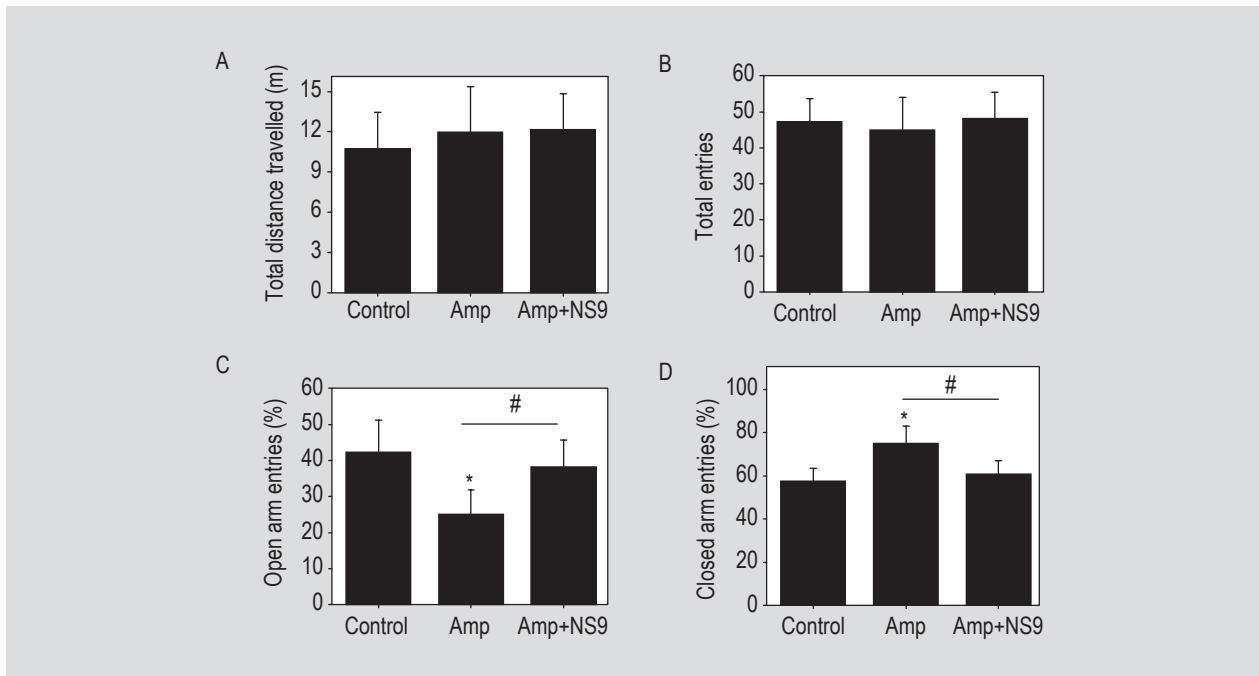 A
Total distance travelled (m)
15
12
9
6
3
0
Control Amp Amp+NS9
B
Total entries
60
50
40
30
20
10
0
Control Amp Amp+NS9
C
Open arm entries (%)
60
50
40
30
20
10
0
#
*
Control Amp Amp+NS9
D
Closed arm entries (%)
100
80
60
40
20
0
#
*
Control Amp Amp+NS9